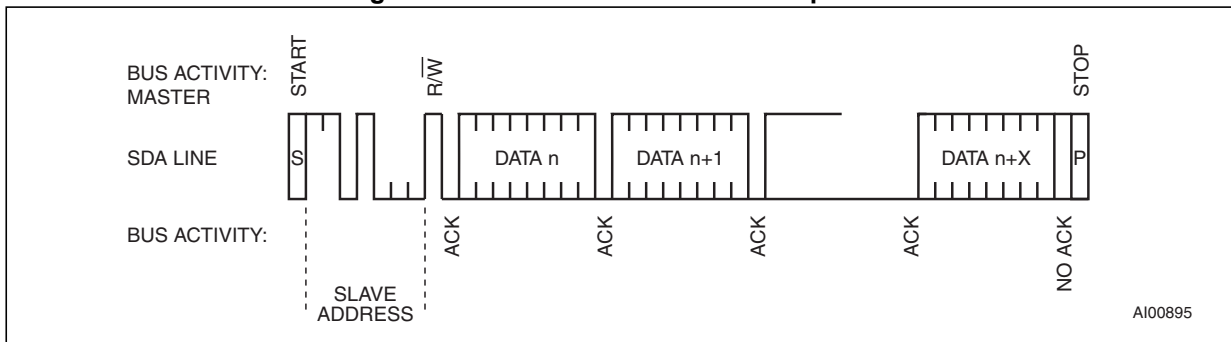 BUS ACTIVITY:
MASTER
START
R/W
STOP
SDA LINE
S
DATA n
DATA n+1
DATA n+X
P
BUS ACTIVITY:
ACK
ACK
ACK
ACK
NO ACK
SLAVE
ADDRESS
AI00895